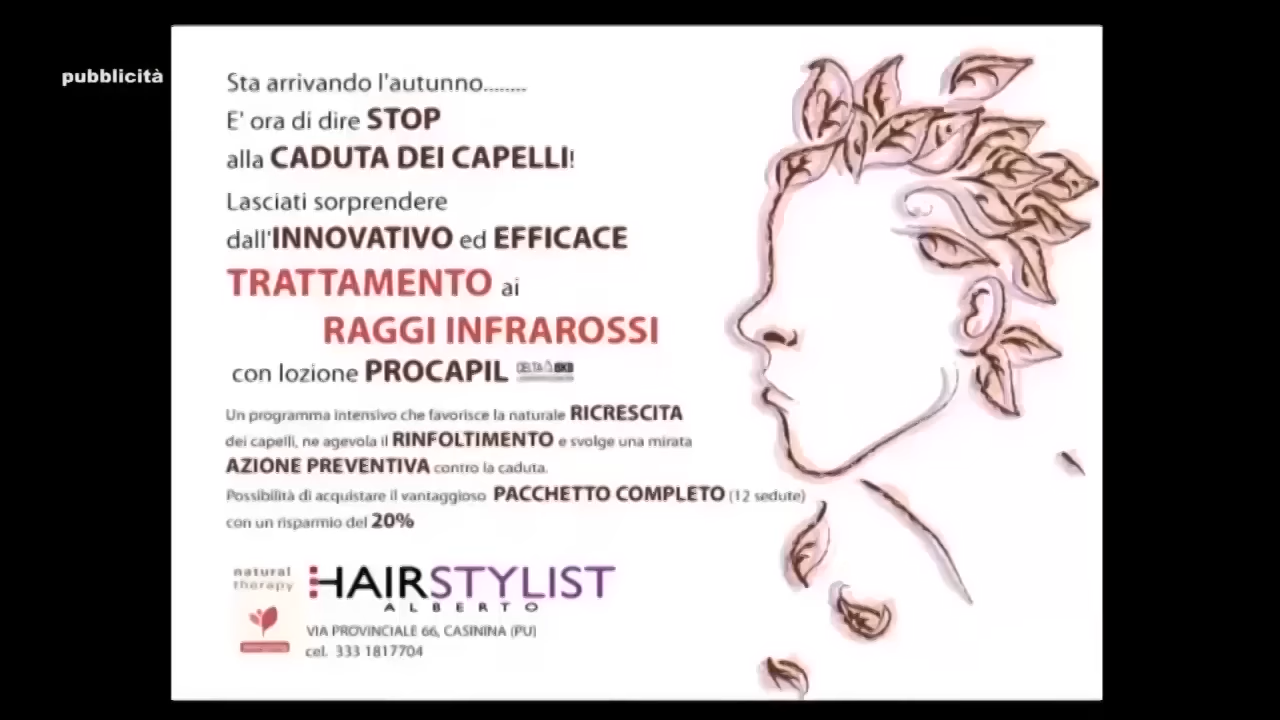 pubblicità
Sta arrivando l'autunno........
E' ora di dire STOP
alla CADUTA DEI CAPELLI!
Lasciati sorprendere
dall'INNOVATIVO ed EFFICACE
TRATTAMENTO ai
RAGGI INFRAROSSI
con lozione PROCAPIL
Un programma intensivo che favorisce la naturale RICRESCITA
dei capelli, ne agevola il RINFOLTIMENTO e svolge una mirata
AZIONE PREVENTIVA contro la caduta.
Possibilità di acquistare il vantaggioso PACCHETTO COMPLETO (12 sedute)
con un risparmio del 20%
natural
therapy
HAIRSTYLIST
ALBERTO
VIA PROVINCIALE 66, CASININA (PU)
cel. 333 1817704